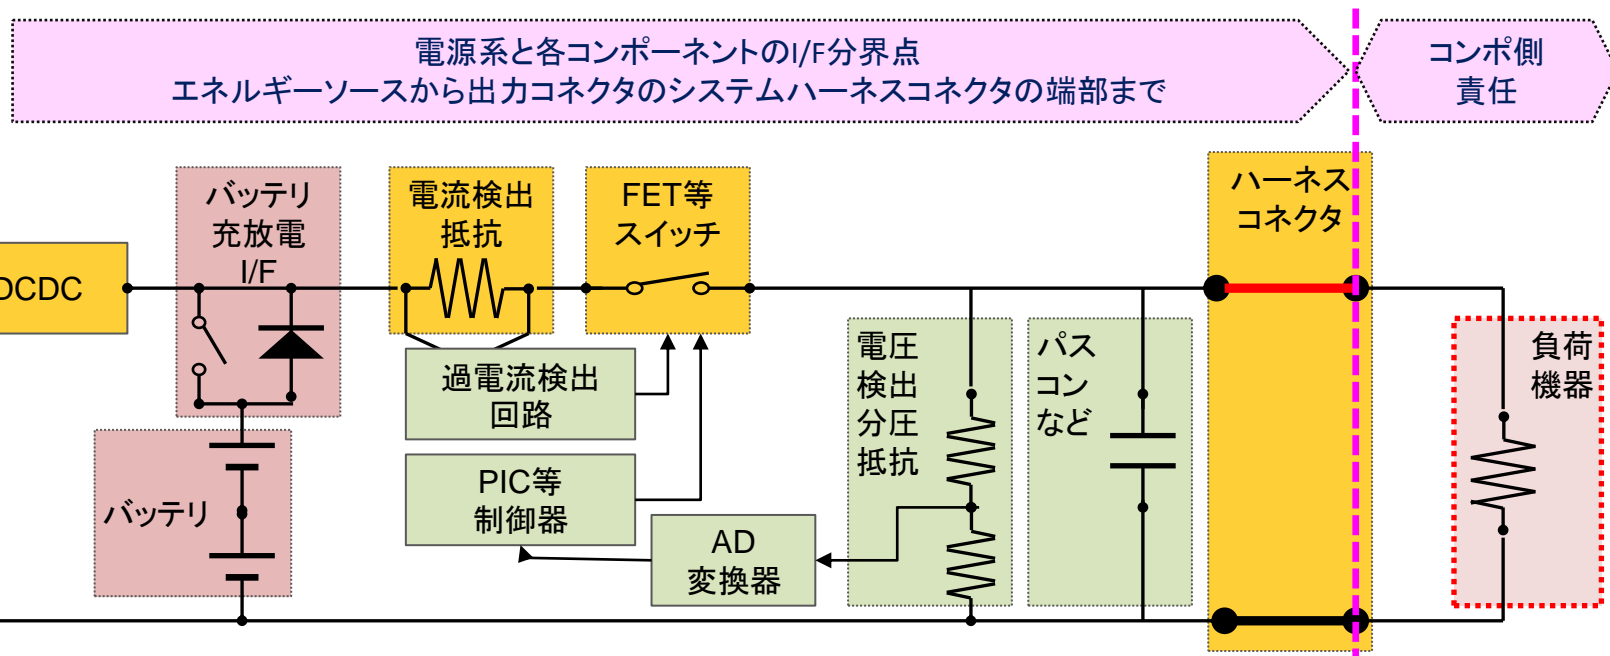 電源系と各コンポーネントのI/F分界点
エネルギーソースから出力コネクタのシステムハーネスコネクタの端部まで
コンポ側
責任
DCDC
バッテリ
充放電
I/F
電流検出
抵抗
FET等
スイッチ
ハーネス
コネクタ
過電流検出
回路
PIC等
制御器
AD
変換器
電圧
検出
分圧
抵抗
パス
コン
など
負荷
機器
バッテリ